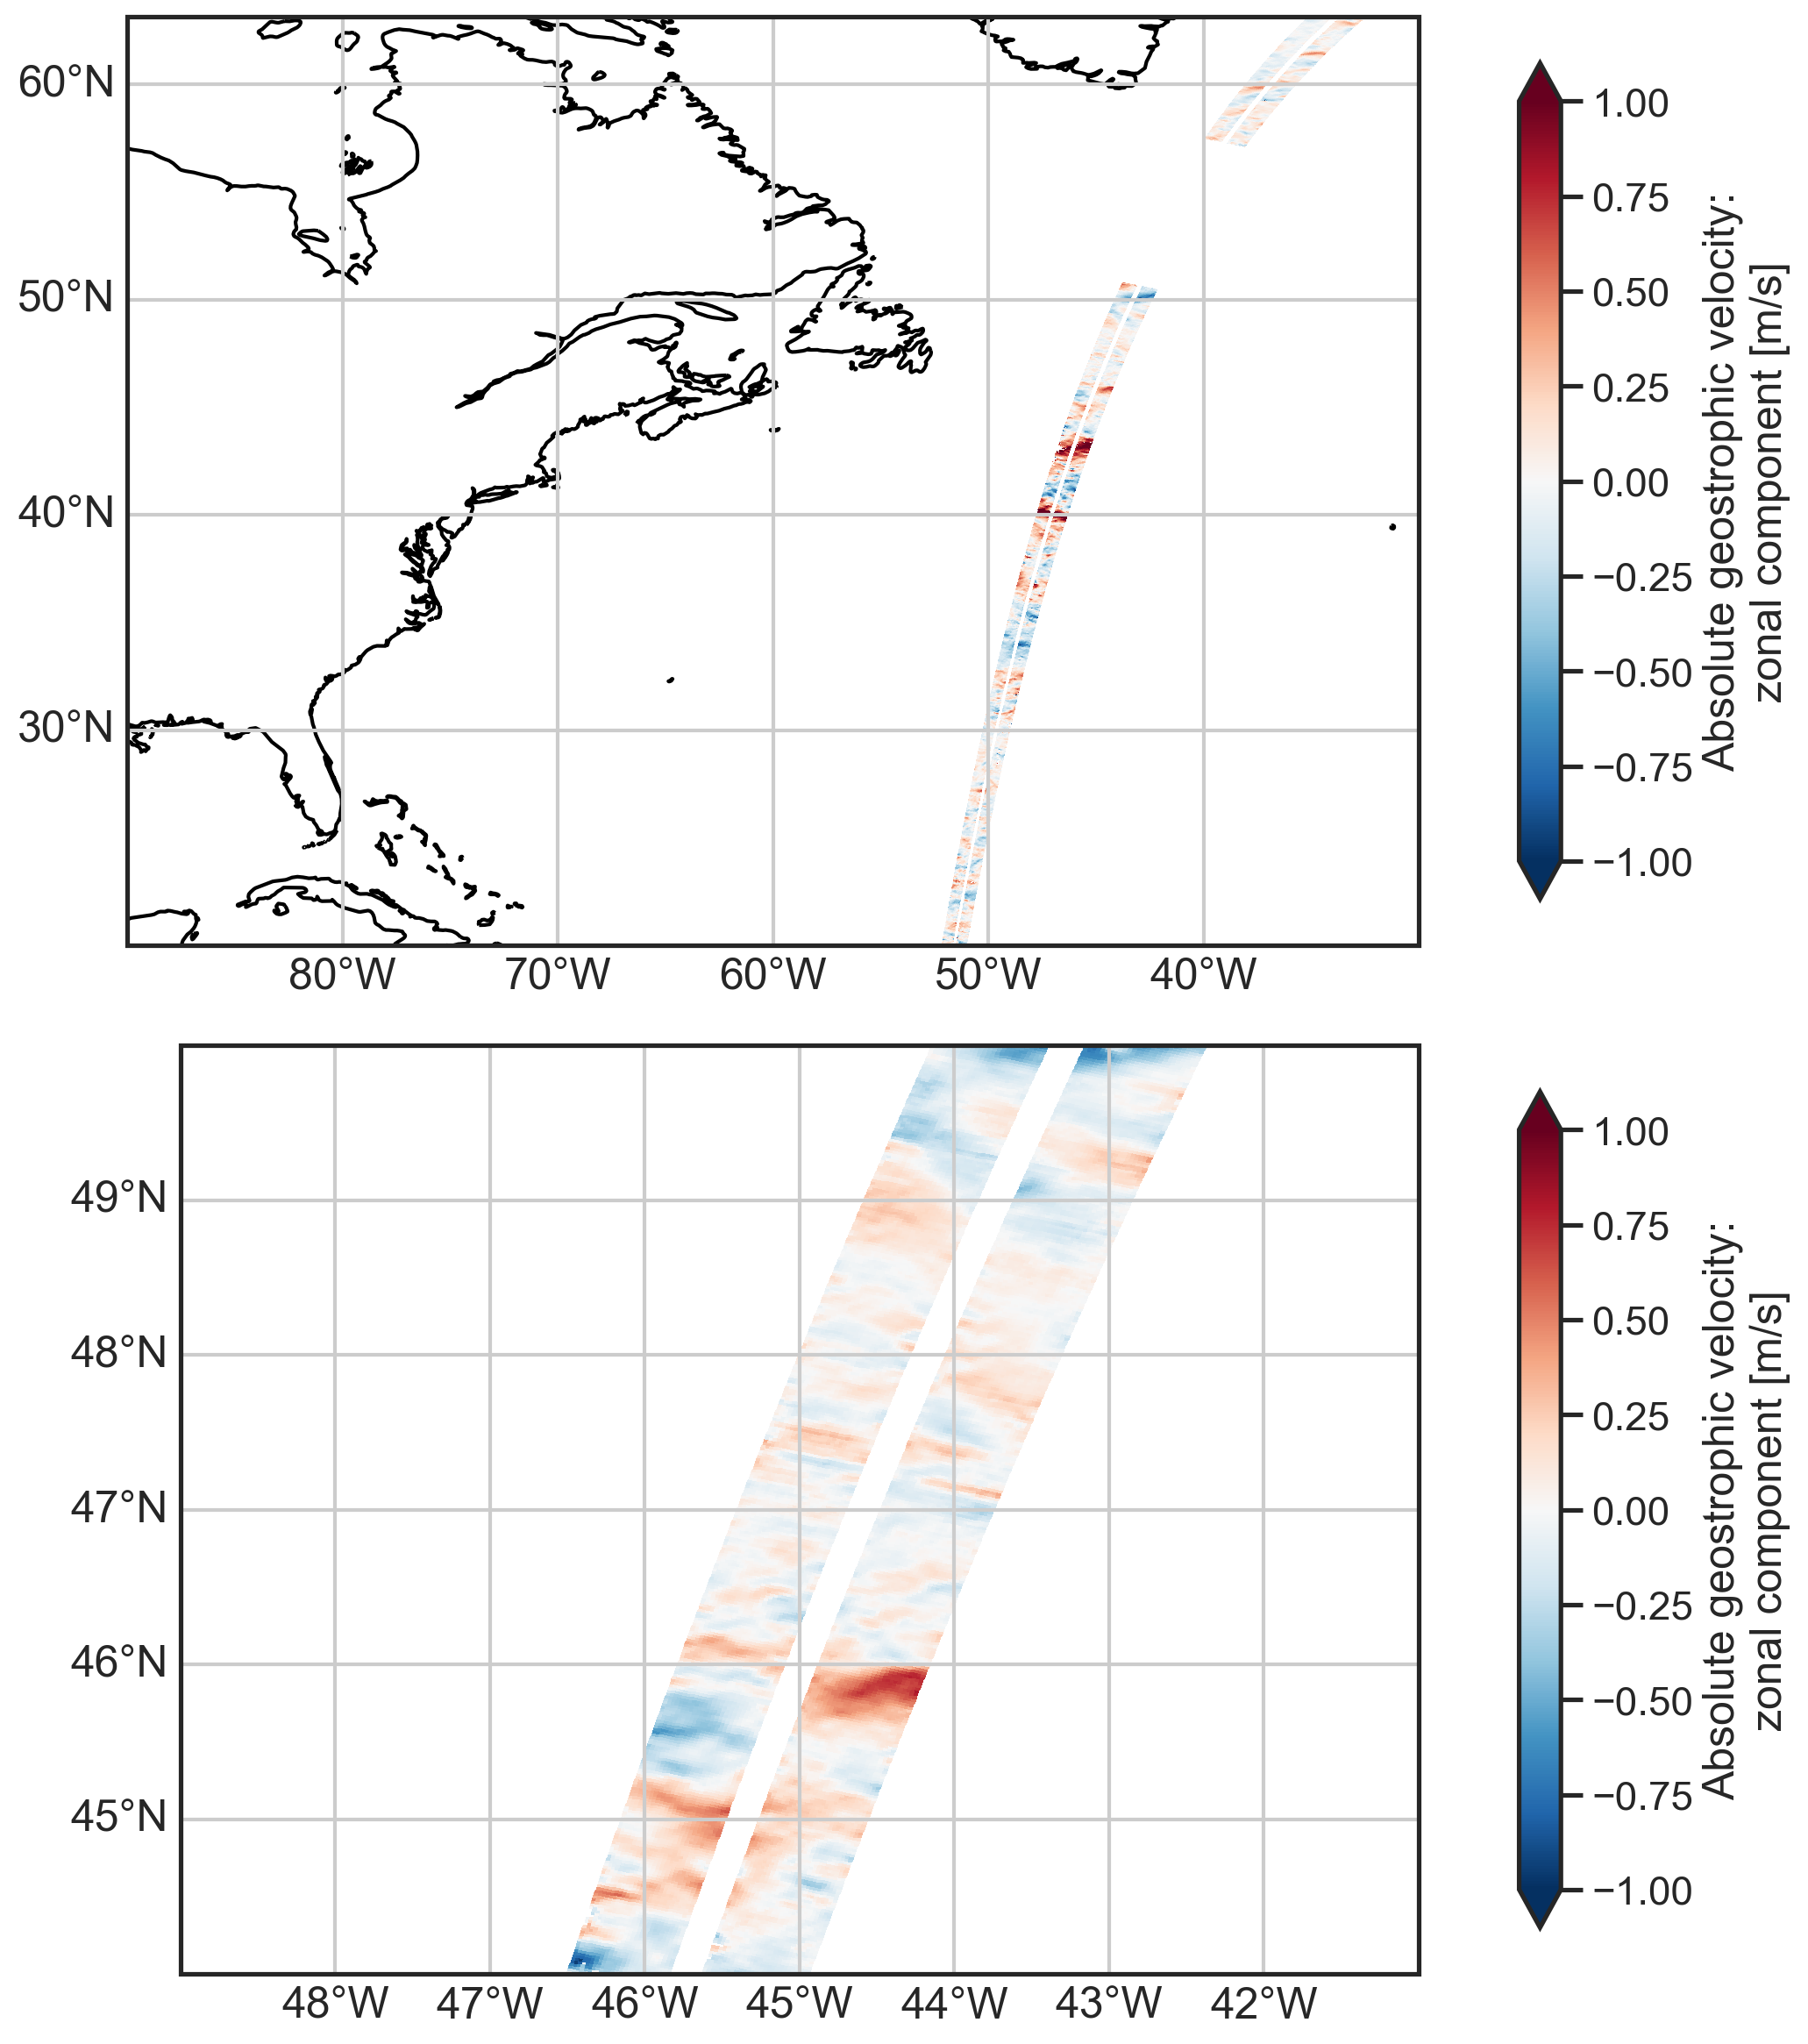 60°N
50°N
40°N
30°N
80°W 70°W 60°W 50°W 40°W
1.00
0.75
0.50
0.25
0.00
−0.25
−0.50
−0.75
−1.00
Absolute geostrophic velocity:
zonal component [m/s]
49°N
48°N
47°N
46°N
45°N
48°W 47°W 46°W 45°W 44°W 43°W 42°W
1.00
0.75
0.50
0.25
0.00
−0.25
−0.50
−0.75
−1.00
Absolute geostrophic velocity:
zonal component [m/s]